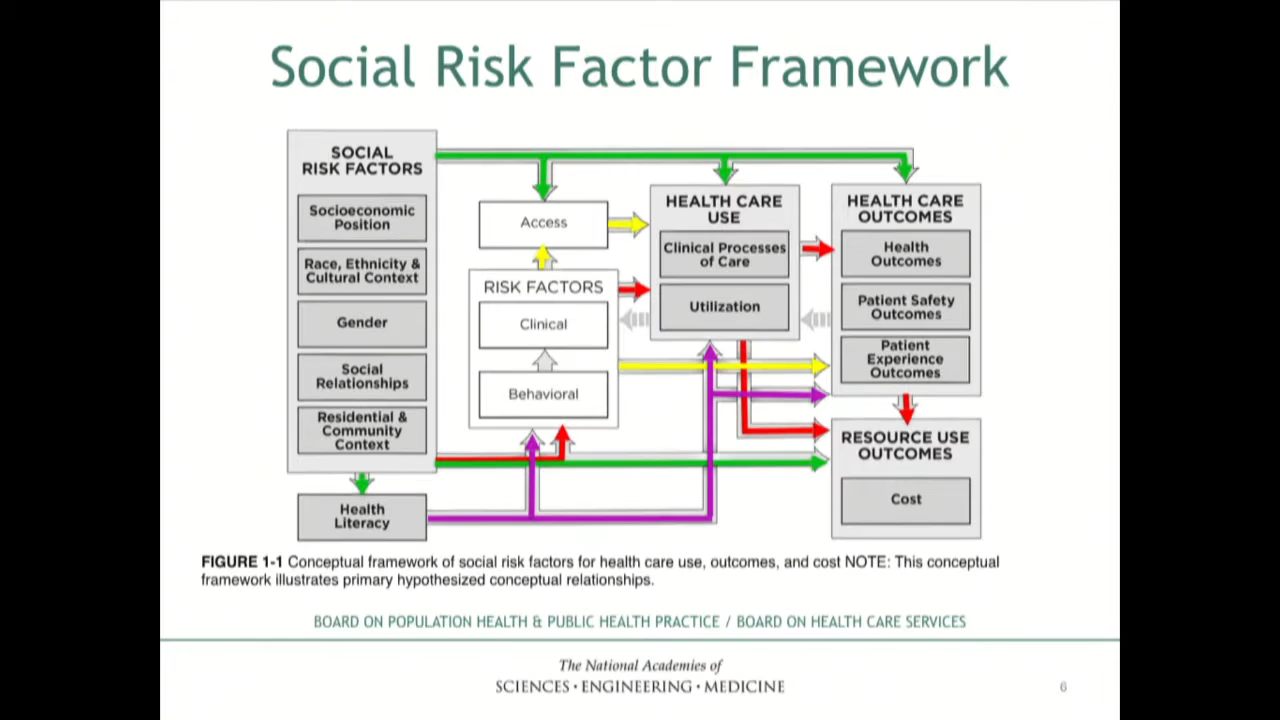 Social Risk Factor Framework
SOCIAL
RISK FACTORS
Socioeconomic
Position
Race, Ethnicity &
Cultural Context
Gender
Social
Relationships
Residential &
Community
Context
Health
Literacy
Access
RISK FACTORS
Clinical
Behavioral
HEALTH CARE
USE
Clinical Processes
of Care
Utilization
HEALTH CARE
OUTCOMES
Health
Outcomes
Patient Safety
Outcomes
Patient
Experience
Outcomes
RESOURCE USE
OUTCOMES
Cost
FIGURE 1-1 Conceptual framework of social risk factors for health care use, outcomes, and cost NOTE: This conceptual
framework illustrates primary hypothesized conceptual relationships.
BOARD ON POPULATION HEALTH & PUBLIC HEALTH PRACTICE / BOARD ON HEALTH CARE SERVICES
The National Academies of
SCIENCES • ENGINEERING • MEDICINE
6